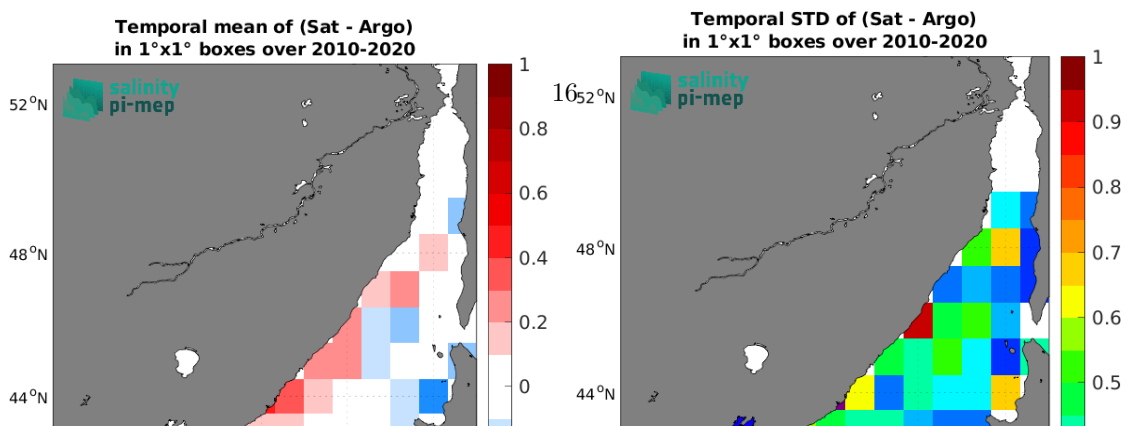 Temporal mean of (Sat - Argo)
in 1°x1° boxes over 2010-2020
salinity
pi-mep
52°N
48°N
44°N
1
0.8
0.6
0.4
0.2
0
16
Temporal STD of (Sat - Argo)
in 1°x1° boxes over 2010-2020
salinity
pi-mep
52°N
48°N
44°N
1
0.9
0.8
0.7
0.6
0.5